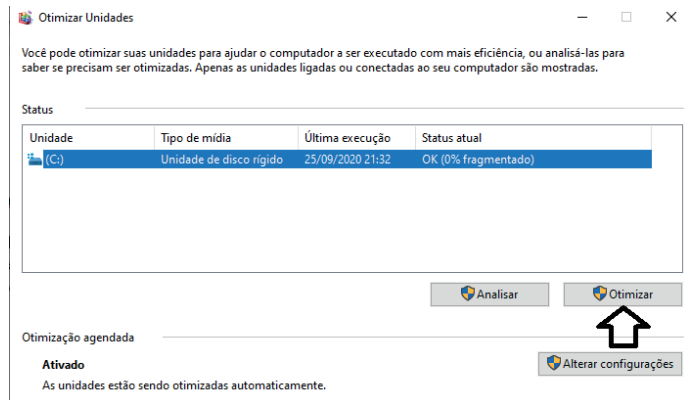 Otimizar Unidades
Você pode otimizar suas unidades para ajudar o computador a ser executado com mais eficiência, ou analisá-las para
saber se precisam ser otimizadas. Apenas as unidades ligadas ou conectadas ao seu computador são mostradas.
Status
Unidade Tipo de mídia Última execução Status atual
(C:) Unidade de disco rígido 25/09/2020 21:32 OK (0% fragmentado)
Analisar Otimizar
Otimização agendada
Ativado Alterar configurações
As unidades estão sendo otimizadas automaticamente.